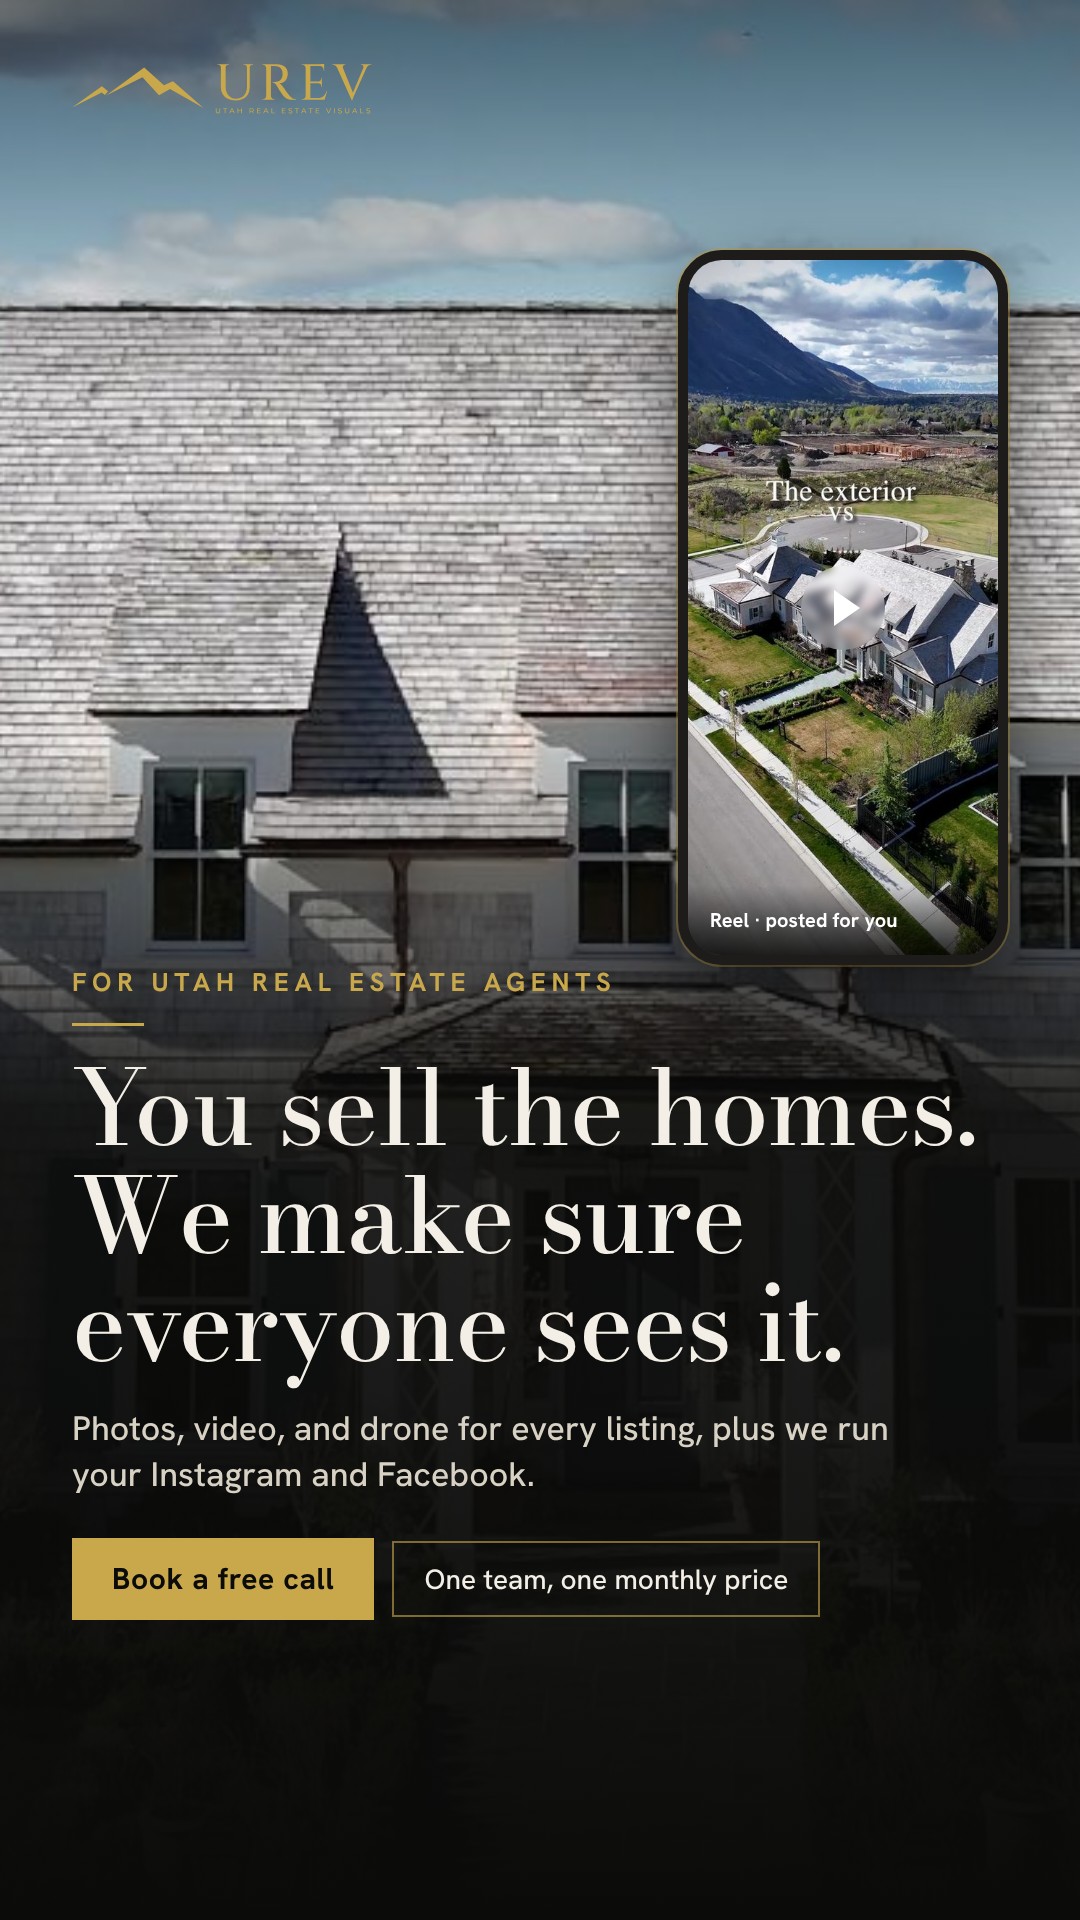 UREV
UTAH REAL ESTATE VISUALS
The exterior
vs
Reel · posted for you
FOR UTAH REAL ESTATE AGENTS
You sell the homes.
We make sure
everyone sees it.
Photos, video, and drone for every listing, plus we run
your Instagram and Facebook.
Book a free call
One team, one monthly price